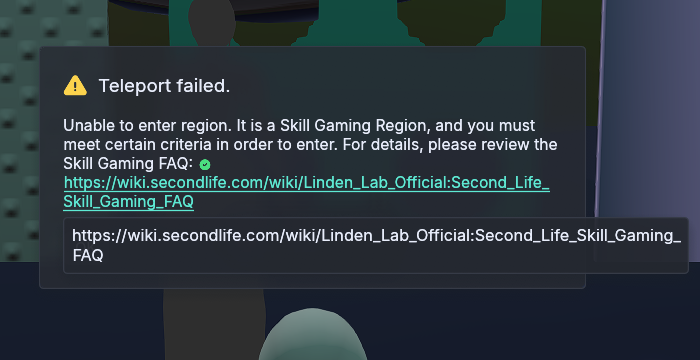 Teleport failed.
Unable to enter region. It is a Skill Gaming Region, and you must
meet certain criteria in order to enter. For details, please review the
Skill Gaming FAQ:
https://wiki.secondlife.com/wiki/Linden_Lab_Official:Second_Life_
Skill_Gaming_FAQ
https://wiki.secondlife.com/wiki/Linden_Lab_Official:Second_Life_Skill_Gaming_
FAQ